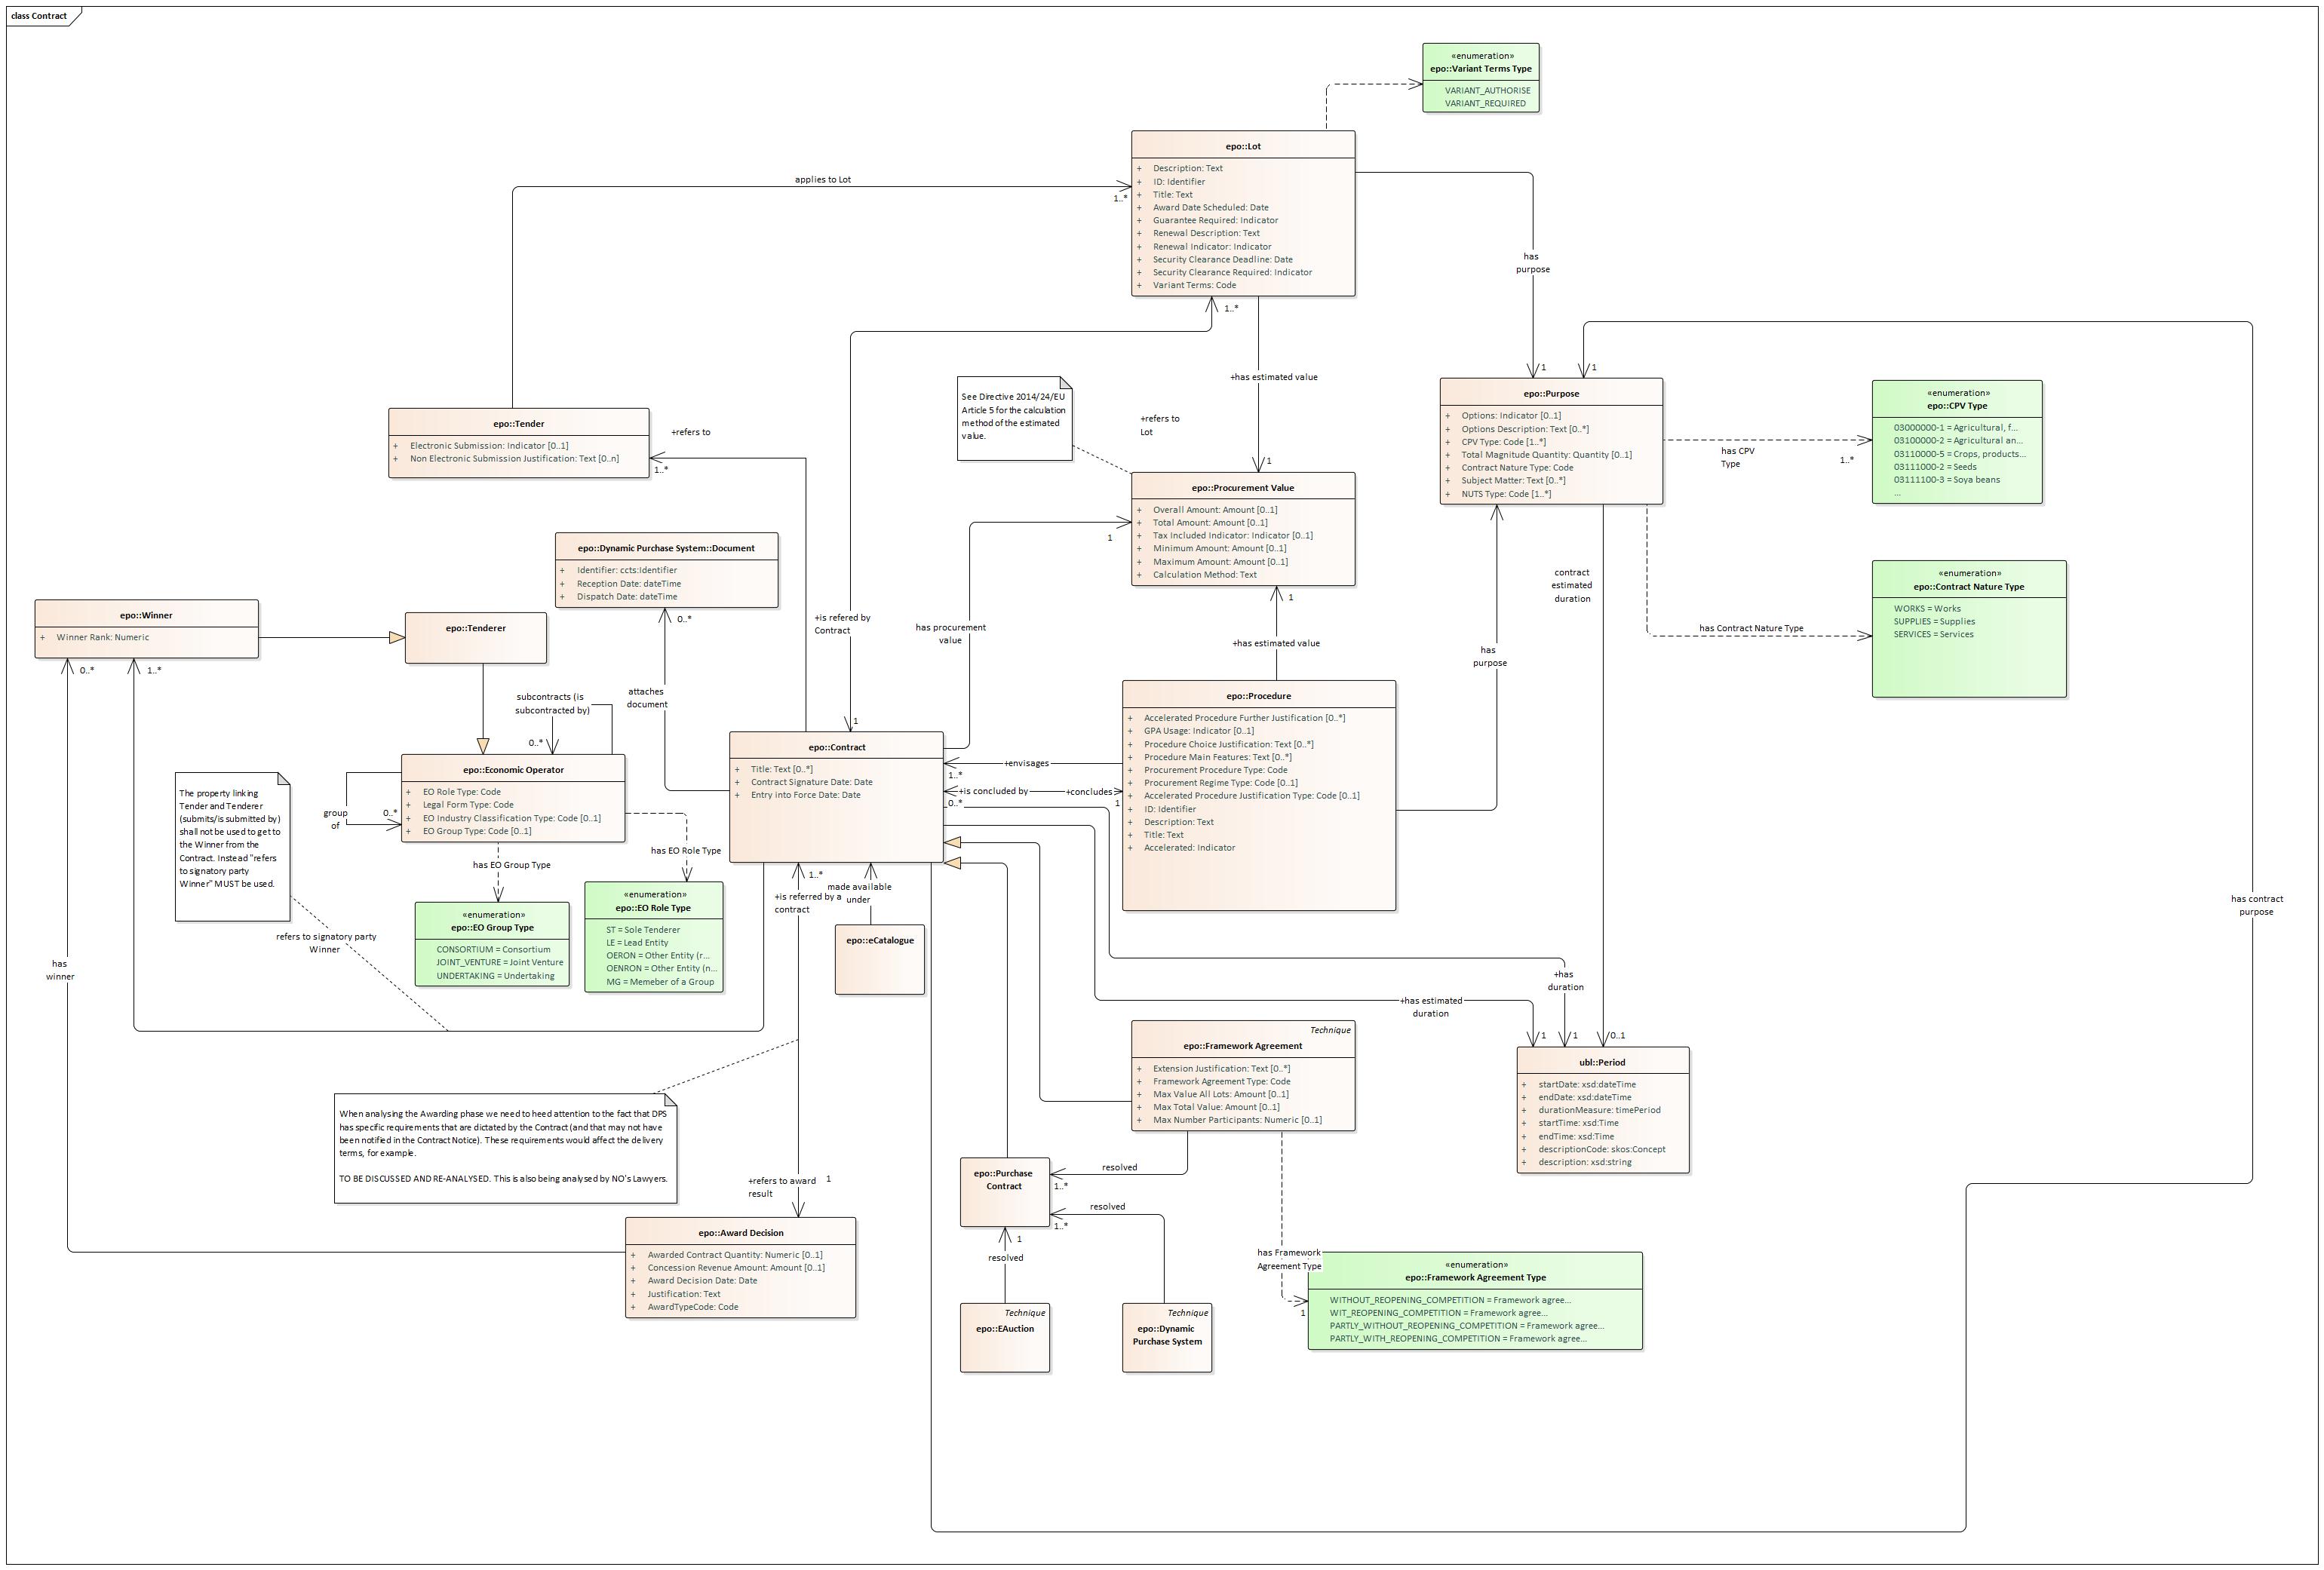 class Contract
«enumeration»
epo::Variant Terms Type
VARIANT_AUTHORISE
VARIANT_REQUIRED
epo::Lot
+ Description: Text
+ ID: Identifier
+ Title: Text
+ Award Date Scheduled: Date
+ Guarantee Required: Indicator
+ Renewal Description: Text
+ Renewal Indicator: Indicator
+ Security Clearance Deadline: Date
+ Security Clearance Required: Indicator
+ Variant Terms: Code
applies to Lot
1..*
has
purpose
1..*
+has estimated value
1
1
1
See Directive 2014/24/EU
Article 5 for the calculation
method of the estimated
value.
+refers to
Lot
epo::Tender
+ Electronic Submission: Indicator [0..1]
+ Non Electronic Submission Justification: Text [0..n]
+refers to
1..*
epo::Purpose
+ Options: Indicator [0..1]
+ Options Description: Text [0..*]
+ CPV Type: Code [1..*]
+ Total Magnitude Quantity: Quantity [0..1]
+ Contract Nature Type: Code
+ Subject Matter: Text [0..*]
+ NUTS Type: Code [1..*]
has CPV
Type
1..*
«enumeration»
epo::CPV Type
03000000-1 = Agricultural, f...
03100000-2 = Agricultural an...
03110000-5 = Crops, products...
03111000-2 = Seeds
03111100-3 = Soya beans
...
epo::Procurement Value
+ Overall Amount: Amount [0..1]
+ Total Amount: Amount [0..1]
+ Tax Included Indicator: Indicator [0..1]
+ Minimum Amount: Amount [0..1]
+ Maximum Amount: Amount [0..1]
+ Calculation Method: Text
1
1
+has estimated value
has procurement
value
epo::Dynamic Purchase System::Document
+ Identifier: ccts:Identifier
+ Reception Date: dateTime
+ Dispatch Date: dateTime
0..*
attaches
document
+is refered by
Contract
1
contract
estimated
duration
has Contract Nature Type
«enumeration»
epo::Contract Nature Type
WORKS = Works
SUPPLIES = Supplies
SERVICES = Services
has
purpose
epo::Winner
+ Winner Rank: Numeric
0..*
1..*
epo::Tenderer
subcontracts (is
subcontracted by)
0..*
epo::Economic Operator
+ EO Role Type: Code
+ Legal Form Type: Code
+ EO Industry Classification Type: Code [0..1]
+ EO Group Type: Code [0..1]
group
of
0..*
has EO Group Type
has EO Role Type
«enumeration»
epo::EO Group Type
CONSORTIUM = Consortium
JOINT_VENTURE = Joint Venture
UNDERTAKING = Undertaking
«enumeration»
epo::EO Role Type
ST = Sole Tenderer
LE = Lead Entity
OERON = Other Entity (r...
OENRON = Other Entity (n...
MG = Memeber of a Group
The property linking
Tender and Tenderer
(submits/is submitted by)
shall not be used to get to
the Winner from the
Contract. Instead "refers
to signatory party
Winner" MUST be used.
refers to signatory party
Winner
has
winner
epo::Contract
+ Title: Text [0..*]
+ Contract Signature Date: Date
+ Entry into Force Date: Date
+envisages
1..*
+is concluded by
+concludes
0..*
1
epo::Procedure
+ Accelerated Procedure Further Justification [0..*]
+ GPA Usage: Indicator [0..1]
+ Procedure Choice Justification: Text [0..*]
+ Procedure Main Features: Text [0..*]
+ Procurement Procedure Type: Code
+ Procurement Regime Type: Code [0..1]
+ Accelerated Procedure Justification Type: Code [0..1]
+ ID: Identifier
+ Description: Text
+ Title: Text
+ Accelerated: Indicator
1..*
+is referred by a
contract
made available
under
epo::eCatalogue
has contract
purpose
+has
duration
+has estimated
duration
1
1
0..1
ubl::Period
+ startDate: xsd:dateTime
+ endDate: xsd:dateTime
+ durationMeasure: timePeriod
+ startTime: xsd:Time
+ endTime: xsd:Time
+ descriptionCode: skos:Concept
+ description: xsd:string
Technique
epo::Framework Agreement
+ Extension Justification: Text [0..*]
+ Framework Agreement Type: Code
+ Max Value All Lots: Amount [0..1]
+ Max Total Value: Amount [0..1]
+ Max Number Participants: Numeric [0..1]
When analysing the Awarding phase we need to heed attention to the fact that DPS
has specific requirements that are dictated by the Contract (and that may not have
been notified in the Contract Notice). These requirements would affect the delivery
terms, for example.
TO BE DISCUSSED AND RE-ANALYSED. This is also being analysed by NO's Lawyers.
+refers to award
result
1
epo::Award Decision
+ Awarded Contract Quantity: Numeric [0..1]
+ Concession Revenue Amount: Amount [0..1]
+ Award Decision Date: Date
+ Justification: Text
+ AwardTypeCode: Code
epo::Purchase
Contract
resolved
1..*
resolved
1..*
1
resolved
Technique
epo::EAuction
Technique
epo::Dynamic
Purchase System
has Framework
Agreement Type
1
«enumeration»
epo::Framework Agreement Type
WITHOUT_REOPENING_COMPETITION = Framework agree...
WIT_REOPENING_COMPETITION = Framework agree...
PARTLY_WITHOUT_REOPENING_COMPETITION = Framework agree...
PARTLY_WITH_REOPENING_COMPETITION = Framework agree...